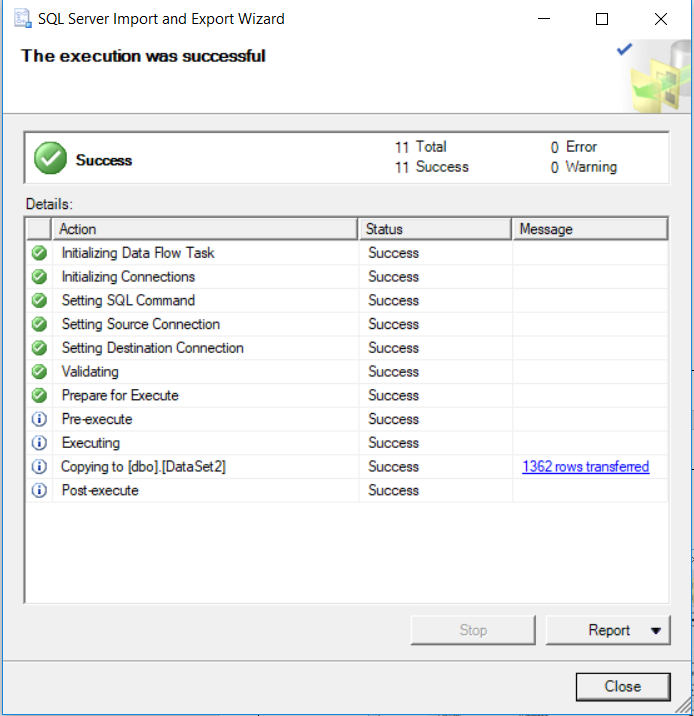 SQL Server Import and Export Wizard
The execution was successful
Success
11 Total
0 Error
11 Success
0 Warning
Details:
Action Status Message
Initializing Data Flow Task Success
Initializing Connections Success
Setting SQL Command Success
Setting Source Connection Success
Setting Destination Connection Success
Validating Success
Prepare for Execute Success
Pre-execute Success
Executing Success
Copying to [dbo].[DataSet2] Success 1362 rows transferred
Post-execute Success
Stop Report
Close